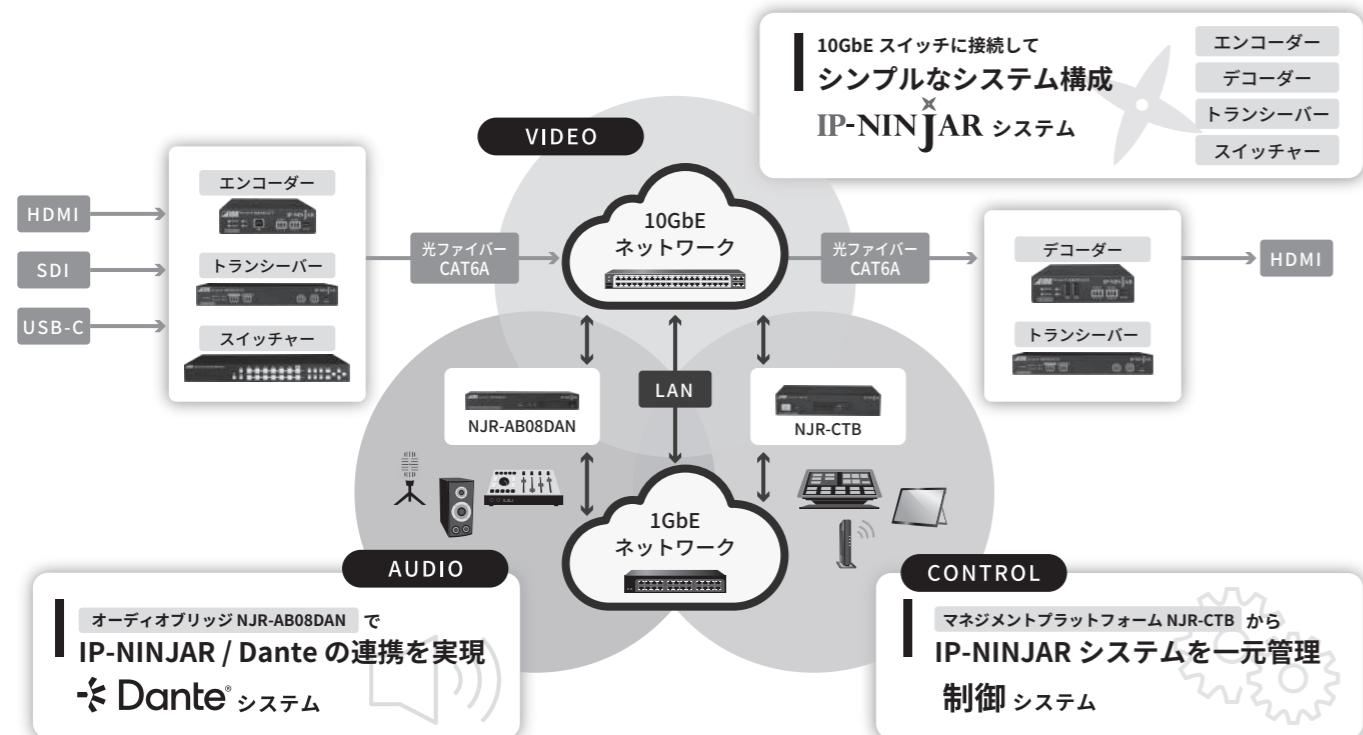 10GbE スイッチに接続して
シンプルなシステム構成
IP-NINJAR システム
エンコーダー
デコーダー
トランシーバー
スイッチャー
VIDEO
HDMI
SDI
USB-C
エンコーダー
トランシーバー
スイッチャー
光ファイバー
CAT6A
10GbE
ネットワーク
光ファイバー
CAT6A
デコーダー
トランシーバー
HDMI
NJR-AB08DAN
LAN
NJR-CTB
1GbE
ネットワーク
AUDIO
オーディオブリッジ NJR-AB08DAN で
IP-NINJAR / Dante の連携を実現
Dante® システム
CONTROL
マネジメントプラットフォーム NJR-CTB から
IP-NINJAR システムを一元管理
制御 システム